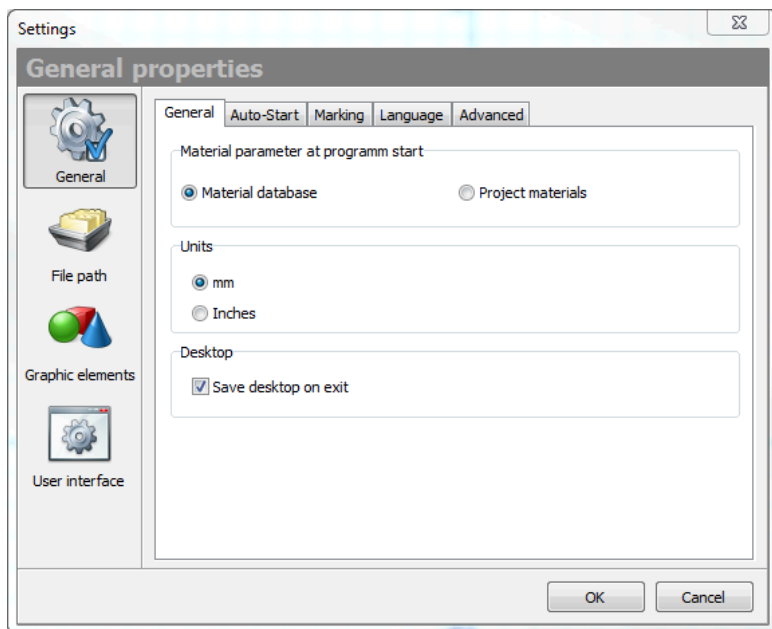 Settings
General properties
General
File path
Graphic elements
User interface
General Auto-Start Marking Language Advanced
Material parameter at programm start
Material database Project materials
Units
mm
Inches
Desktop
Save desktop on exit
OK Cancel